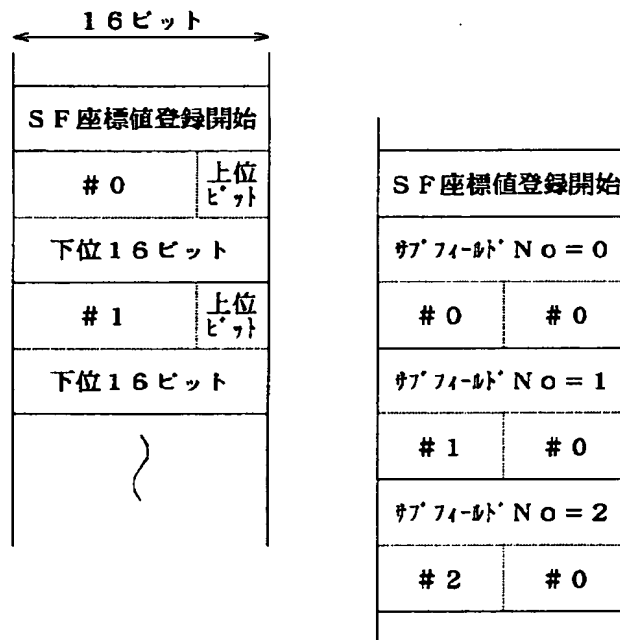 16ビット
SF座標値登録開始
#0
上位
ビット
下位16ビット
#1
上位
ビット
下位16ビット
SF座標値登録開始
サブフィールドNo=0
#0 #0
サブフィールドNo=1
#1 #0
サブフィールドNo=2
#2 #0